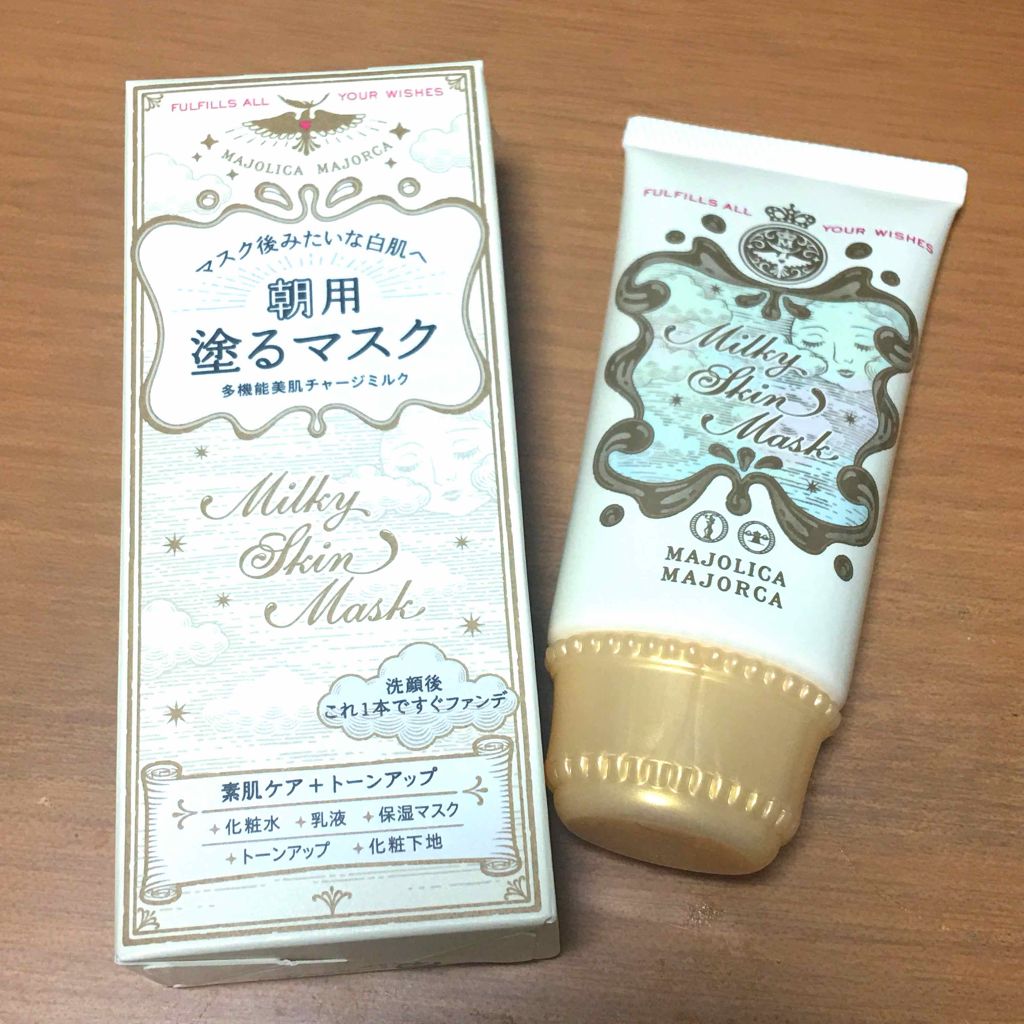 FULFILLS ALL YOUR WISHES
MAJOLICA MAJORCA
マスク後みたいな白肌へ
朝用
塗るマスク
多機能美肌チャージミルク
Milky
Skin
Mask
洗顔後
これ1本ですぐファンデ
素肌ケア+トーンアップ
化粧水 乳液 保湿マスク
トーンアップ 化粧下地
FULFILLS ALL YOUR WISHES
Milky
Skin
Mask
MAJOLICA
MAJORCA